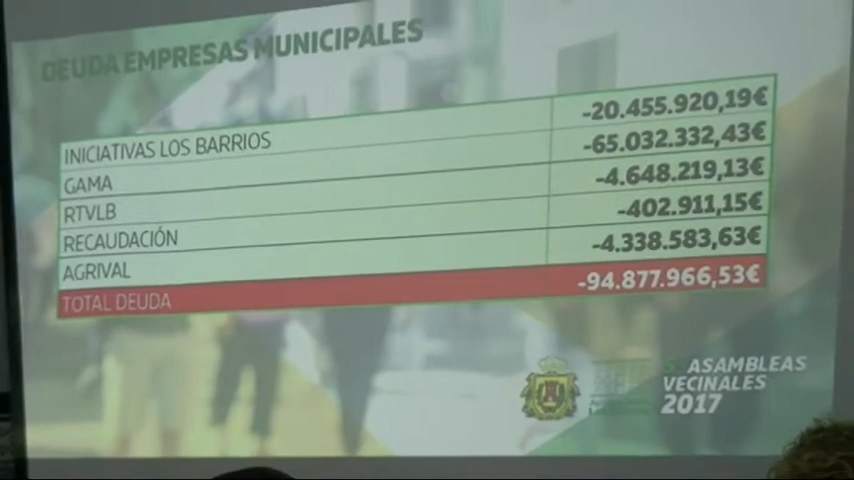 DEUDA EMPRESAS MUNICIPALES
INICIATIVAS LOS BARRIOS -20.455.920,19€
GAMA -65.032.332,43€
RTVLB -4.648.219,13€
RECAUDACIÓN -402.911,15€
AGRIVAL -4.338.583,63€
TOTAL DEUDA -94.877.966,53€
ASAMBLEAS
VECINALES
2017